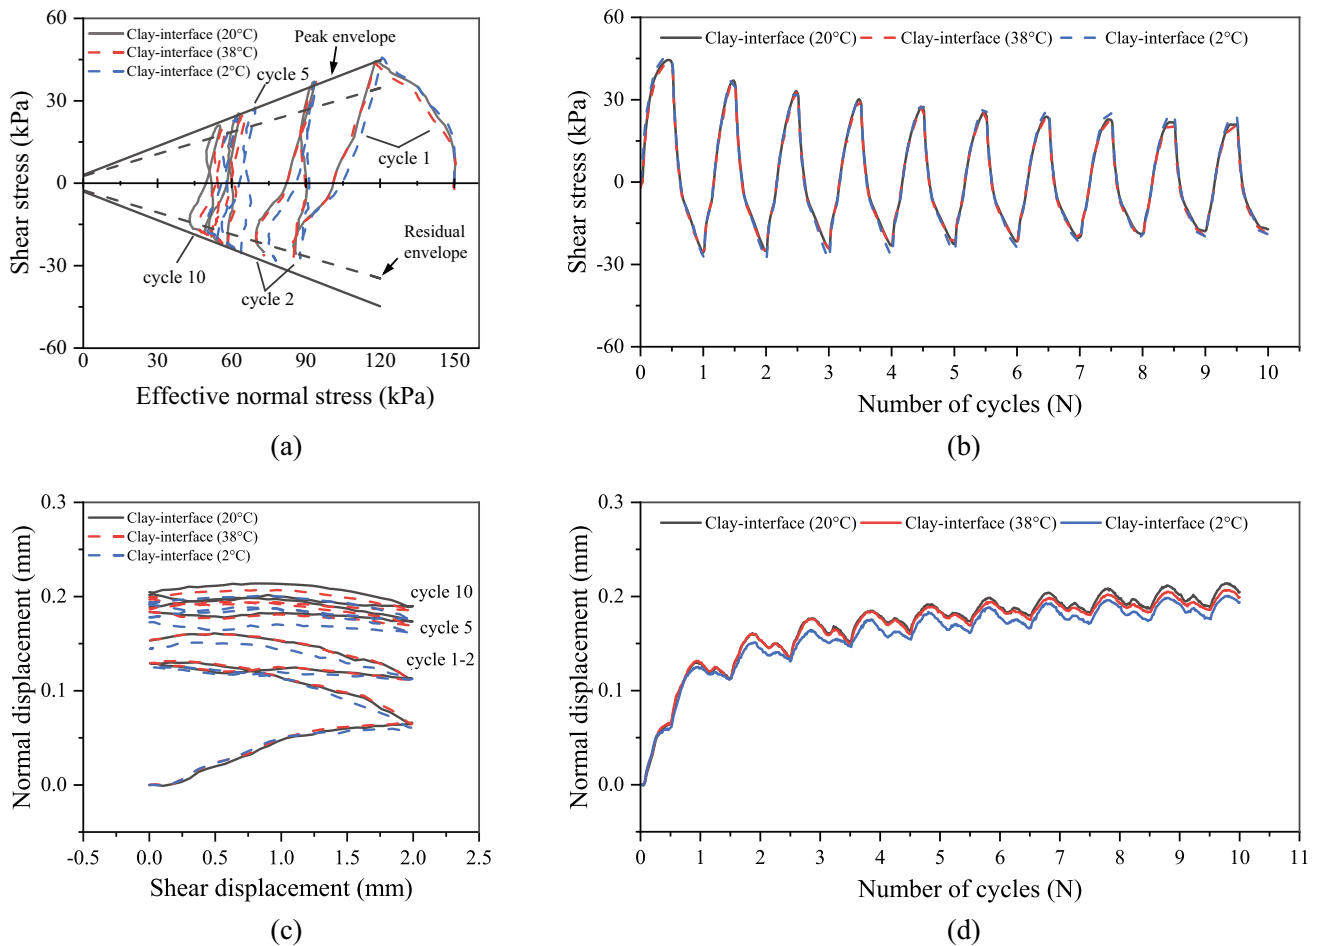 60
30
0
-30
-60
Shear stress (kPa)
Clay-interface (20°C)
Clay-interface (38°C)
Clay-interface (2°C)
Peak envelope
cycle 5
cycle 1
Residual
envelope
cycle 10
cycle 2
0 30 60 90 120 150
Effective normal stress (kPa)
(a)
60
30
0
-30
-60
Shear stress (kPa)
Clay-interface (20°C) Clay-interface (38°C) Clay-interface (2°C)
0 1 2 3 4 5 6 7 8 9 10
Number of cycles (N)
(b)
0.3
0.2
0.1
0.0
Normal displacement (mm)
Clay-interface (20°C)
Clay-interface (38°C)
Clay-interface (2°C)
cycle 10
cycle 5
cycle 1-2
-0.5 0.0 0.5 1.0 1.5 2.0 2.5
Shear displacement (mm)
(c)
0.3
0.2
0.1
0.0
Normal displacement (mm)
Clay-interface (20°C) Clay-interface (38°C) Clay-interface (2°C)
0 1 2 3 4 5 6 7 8 9 10 11
Number of cycles (N)
(d)